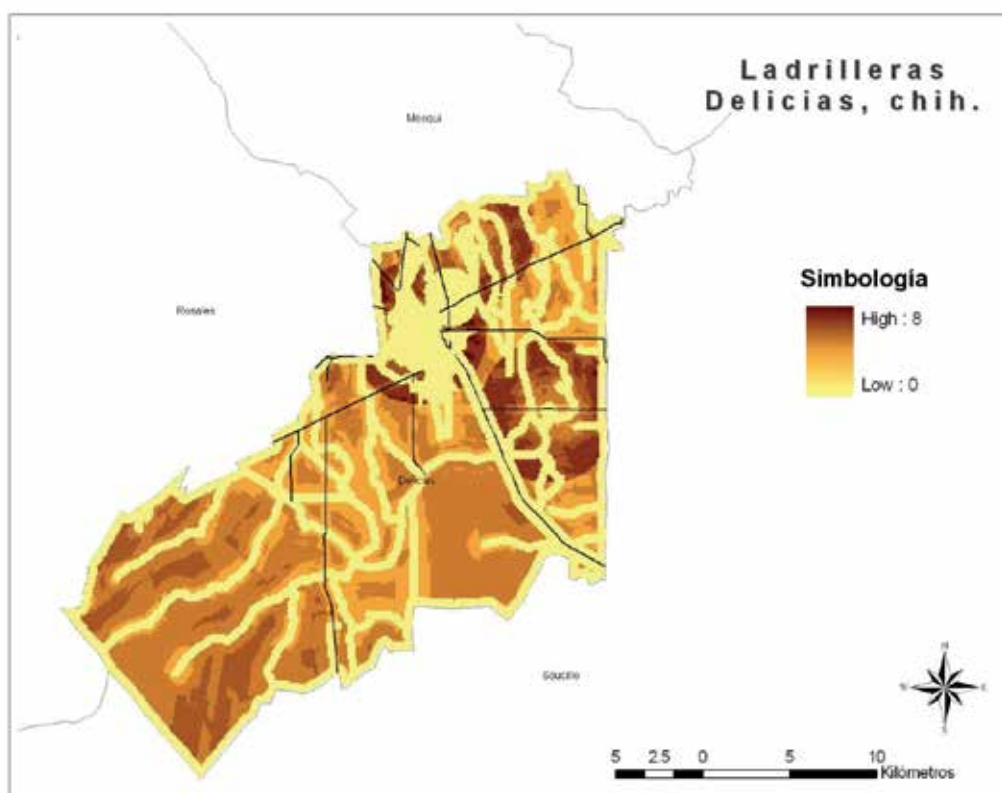 Ladrilleras
Delicias, chih.
Meoqui
Rosales
Simbología
High : 8
Low : 0
Delicias
Saucillo
N
W
E
S
5 2.5 0 5 10
Kilómetros